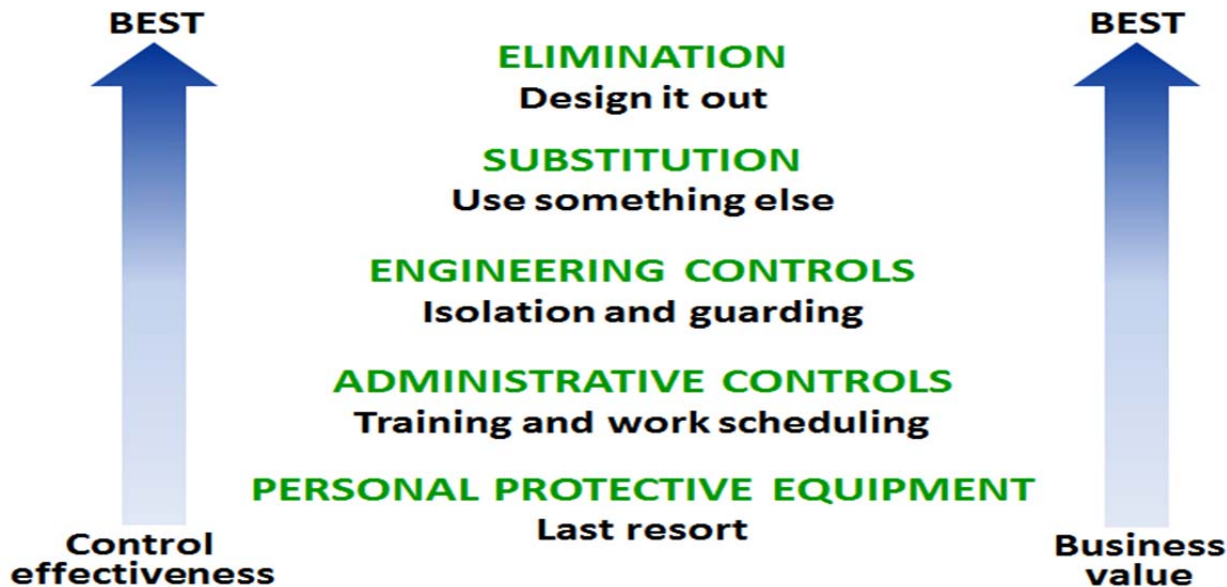 BEST
BEST
ELIMINATION
Design it out
SUBSTITUTION
Use something else
ENGINEERING CONTROLS
Isolation and guarding
ADMINISTRATIVE CONTROLS
Training and work scheduling
PERSONAL PROTECTIVE EQUIPMENT
Last resort
Control
effectiveness
Business
value